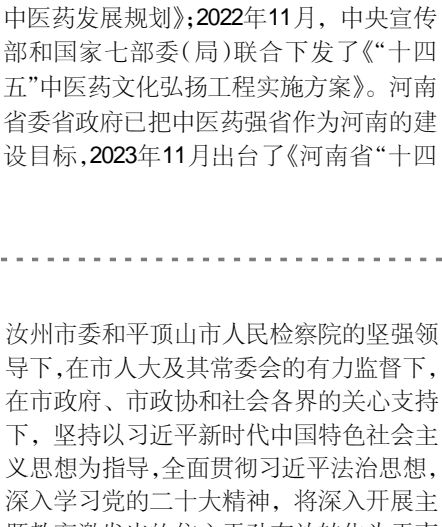 中医药发展规划》;2022年11月，中央宣传
部和国家七部委(局)联合下发了《“十四
五”中医药文化弘扬工程实施方案》。河南
省委省政府已把中医药强省作为河南的建
设目标,2023年11月出台了《河南省“十四
汝州市委和平顶山市人民检察院的坚强领
导下,在市人大及其常委会的有力监督下,
在市政府、市政协和社会各界的关心支持
下，坚持以习近平新时代中国特色社会主
义思想为指导,全面贯彻习近平法治思想,
深入学习党的二十大精神，将深入开展主